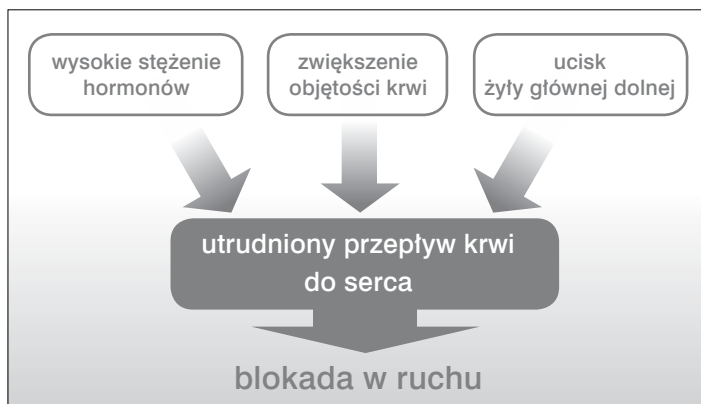 wysokie stężenie
hormonów
zwiększenie
objętości krwi
ucisk
żyły głównej dolnej
utrudniony przepływ krwi
do serca
blokada w ruchu